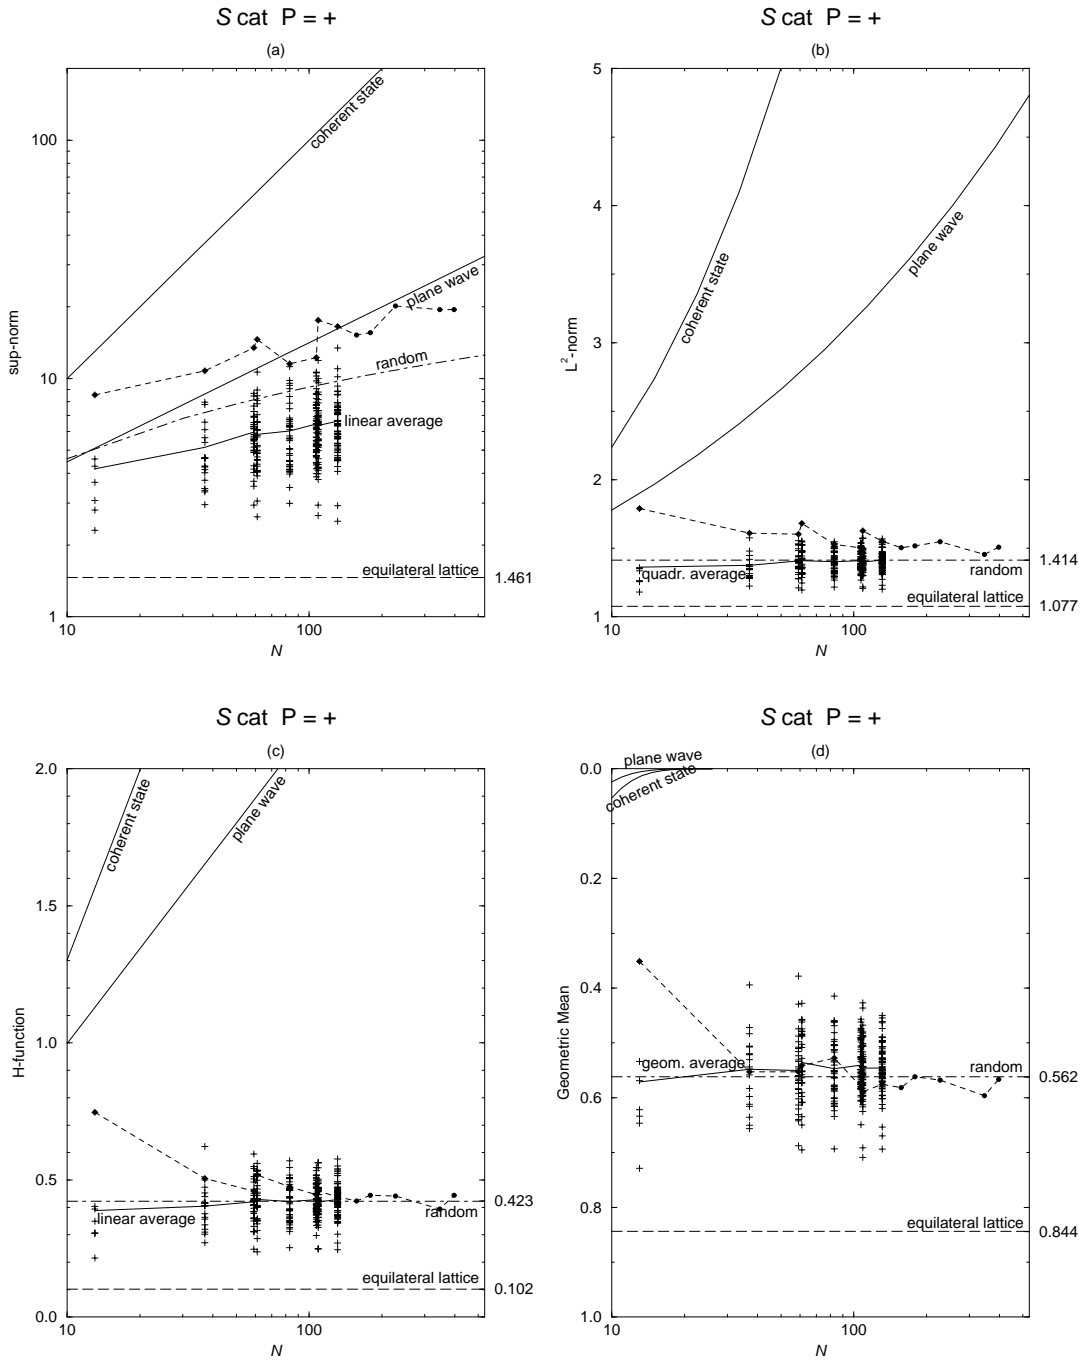 S cat P = +
(a)
100
10
1
sup-norm
coherent state
plane wave
random
linear average
equilateral lattice
1.461
10
100
N
S cat P = +
(b)
5
4
3
2
1
L²-norm
coherent state
plane wave
quadr. average
random
1.414
equilateral lattice
1.077
10
100
N
S cat P = +
(c)
2.0
1.5
1.0
0.5
0.0
H-function
coherent state
plane wave
linear average
random
0.423
equilateral lattice
0.102
10
100
N
S cat P = +
(d)
0.0
0.2
0.4
0.6
0.8
1.0
Geometric Mean
plane wave
coherent state
geom. average
random
0.562
equilateral lattice
0.844
10
100
N